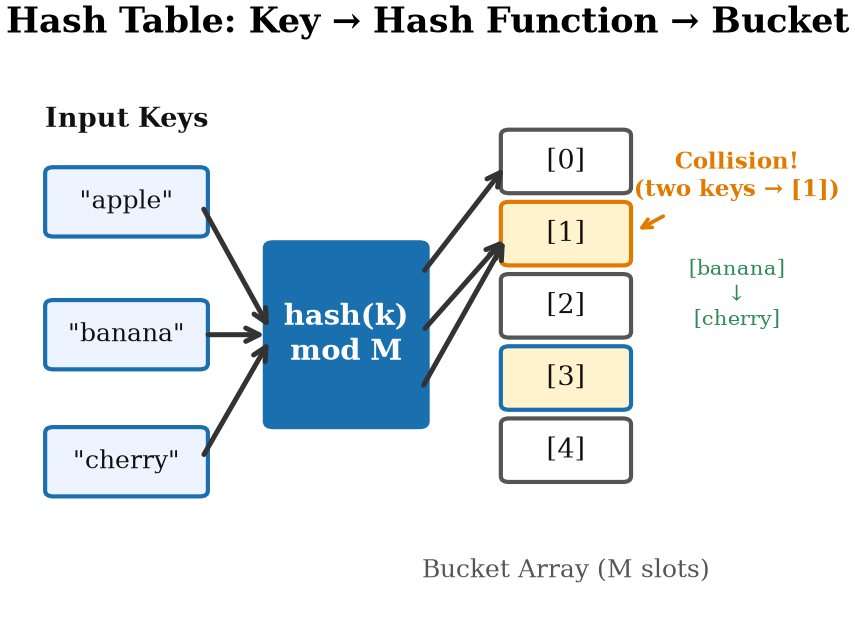 Hash Table: Key → Hash Function → Bucket
Input Keys
"apple"
"banana"
"cherry"
hash(k)
mod M
[0]
[1]
[2]
[3]
[4]
Collision!
(two keys → [1])
[banana]
↓
[cherry]
Bucket Array (M slots)